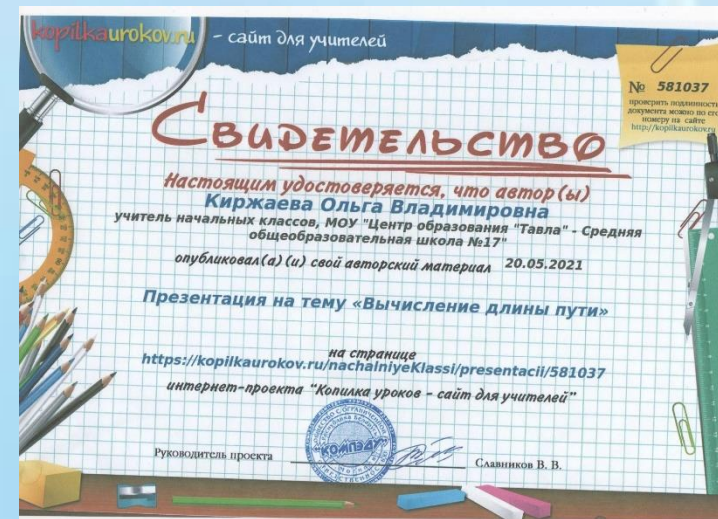 kopilkaurokov.ru - сайт для учителей
№ 581037
проверить подлинность
документа можно по его
номеру на сайте
http://kopilkaurokov.ru
Свидетельство
Настоящим удостоверяется, что автор(ы)
Киржаева Ольга Владимировна
учитель начальных классов, МОУ "Центр образования "Тавла" - Средняя
общеобразовательная школа №17"
опубликовал(а)(и) свой авторский материал 20.05.2021
Презентация на тему «Вычисление длины пути»
на странице
https://kopilkaurokov.ru/nachalniyeKlassi/presentacii/581037
интернет-проекта "Копилка уроков - сайт для учителей"
Руководитель проекта
"КОМПЭДУ"
Славников В. В.